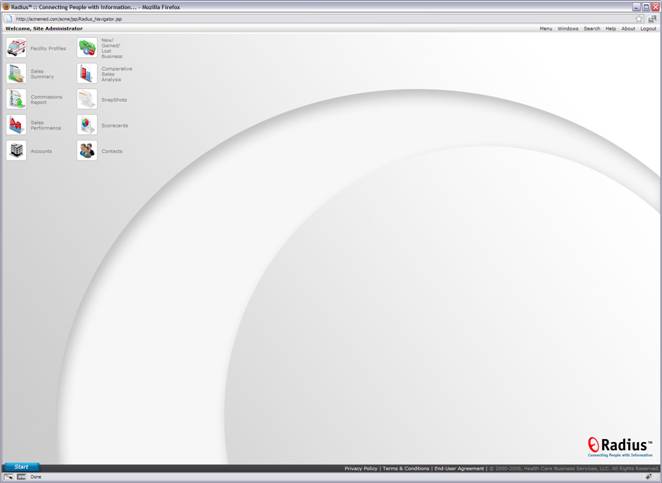 Radius™ :: Connecting People with Information... - Mozilla Firefox
http://acmemed.com/acme/jsp/Radius_Navigator.jsp
Welcome, Site Administrator
Menu Windows Search Help About Logout
Facility Profiles
New/
Gained/
Lost
Business
Sales
Summary
Comparative
Sales
Analysis
Commissions
Report
SnapShots
Sales
Performance
Scorecards
Accounts
Contacts
Radius™
Connecting People with Information
Start
Privacy Policy | Terms & Conditions | End-User Agreement | © 2000-2008, Health Care Business Services, LLC. All Rights Reserved.
Done